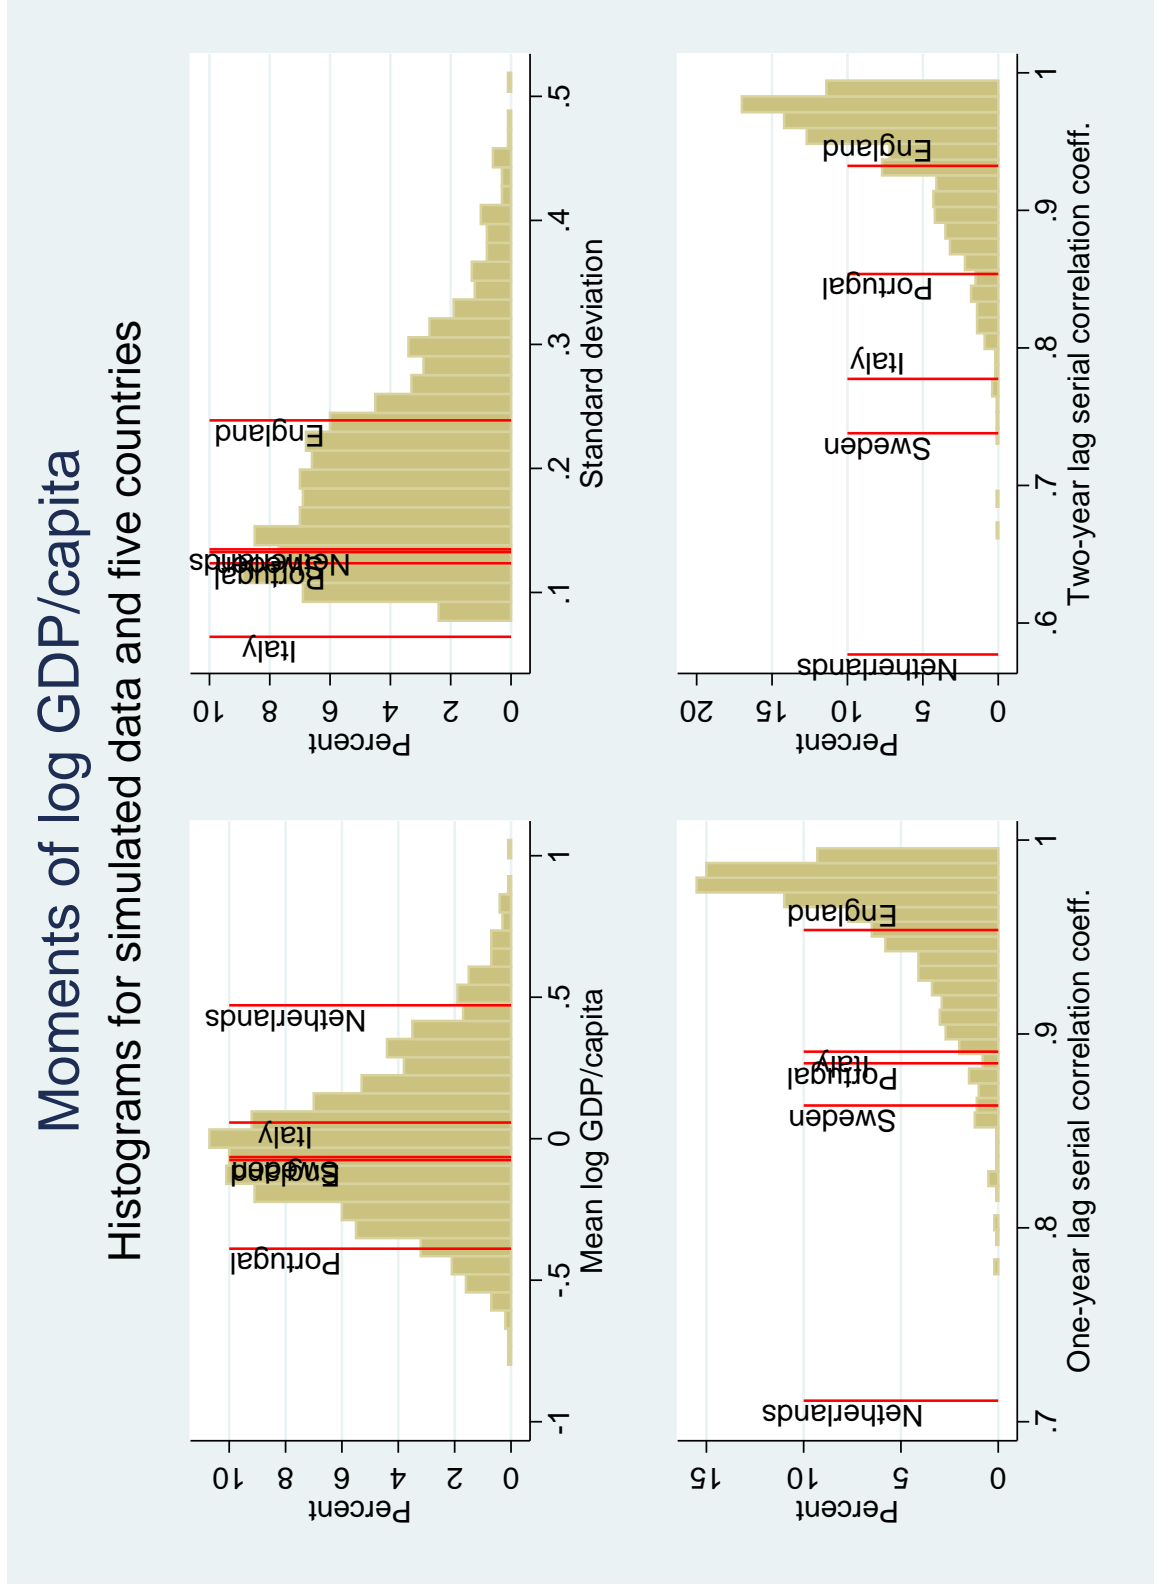 Moments of log GDP/capita
Histograms for simulated data and five countries
Percent
0
2
4
6
8
10
Portugal
England
Sweden
Italy
Netherlands
-1
-.5
0
.5
1
Mean log GDP/capita
Percent
0
2
4
6
8
10
Italy
Portugal
Sweden
Netherlands
England
.1
.2
.3
.4
.5
Standard deviation
Percent
0
5
10
15
Netherlands
Sweden
Portugal
Italy
England
.7
.8
.9
1
One-year lag serial correlation coeff.
Percent
0
5
10
15
20
Netherlands
Sweden
Italy
Portugal
England
.6
.7
.8
.9
1
Two-year lag serial correlation coeff.